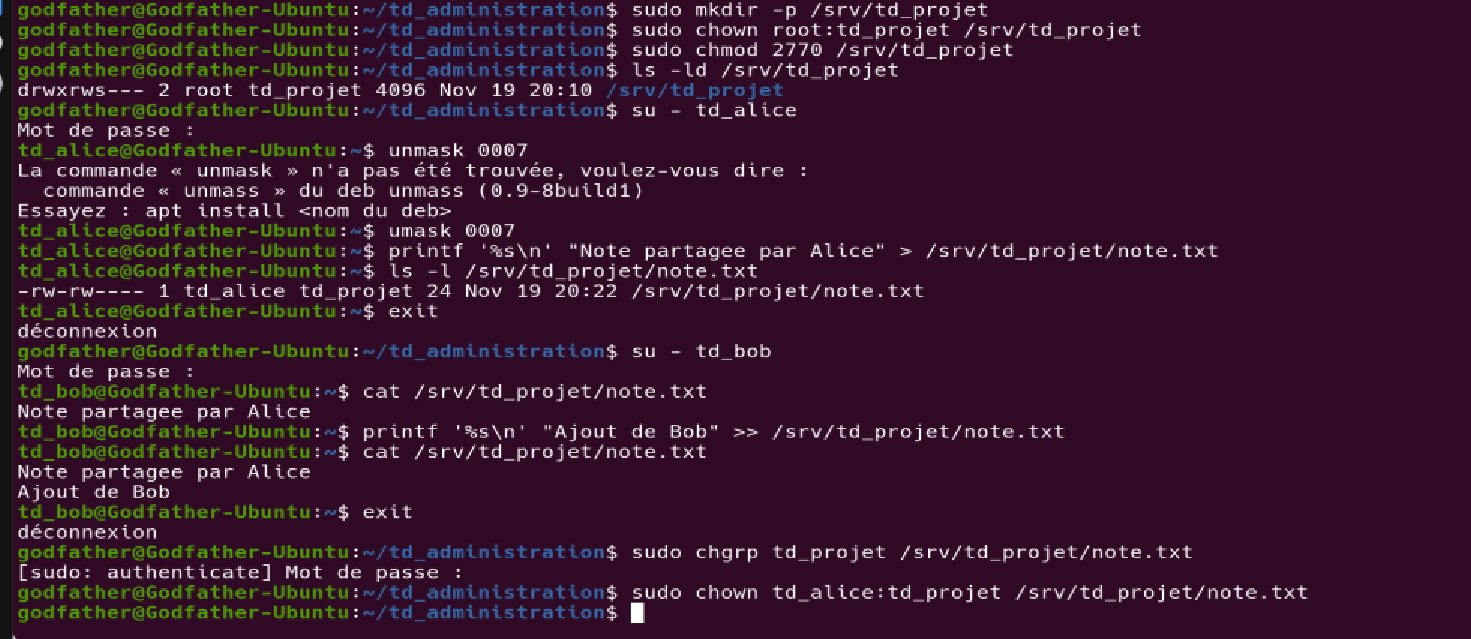 godfather@Godfather-Ubuntu:~/td_administration$ sudo mkdir -p /srv/td_projet
godfather@Godfather-Ubuntu:~/td_administration$ sudo chown root:td_projet /srv/td_projet
godfather@Godfather-Ubuntu:~/td_administration$ sudo chmod 2770 /srv/td_projet
godfather@Godfather-Ubuntu:~/td_administration$ ls -ld /srv/td_projet
drwxrws--- 2 root td_projet 4096 Nov 19 20:10 /srv/td_projet
godfather@Godfather-Ubuntu:~/td_administration$ su - td_alice
Mot de passe :
td_alice@Godfather-Ubuntu:~$ unmask 0007
La commande « unmask » n'a pas été trouvée, voulez-vous dire :
  commande « unmass » du deb unmass (0.9-8build1)
Essayez : apt install <nom du deb>
td_alice@Godfather-Ubuntu:~$ umask 0007
td_alice@Godfather-Ubuntu:~$ printf '%s\n' "Note partagee par Alice" > /srv/td_projet/note.txt
td_alice@Godfather-Ubuntu:~$ ls -l /srv/td_projet/note.txt
-rw-rw---- 1 td_alice td_projet 24 Nov 19 20:22 /srv/td_projet/note.txt
td_alice@Godfather-Ubuntu:~$ exit
déconnexion
godfather@Godfather-Ubuntu:~/td_administration$ su - td_bob
Mot de passe :
td_bob@Godfather-Ubuntu:~$ cat /srv/td_projet/note.txt
Note partagee par Alice
td_bob@Godfather-Ubuntu:~$ printf '%s\n' "Ajout de Bob" >> /srv/td_projet/note.txt
td_bob@Godfather-Ubuntu:~$ cat /srv/td_projet/note.txt
Note partagee par Alice
Ajout de Bob
td_bob@Godfather-Ubuntu:~$ exit
déconnexion
godfather@Godfather-Ubuntu:~/td_administration$ sudo chgrp td_projet /srv/td_projet/note.txt
[sudo: authenticate] Mot de passe :
godfather@Godfather-Ubuntu:~/td_administration$ sudo chown td_alice:td_projet /srv/td_projet/note.txt
godfather@Godfather-Ubuntu:~/td_administration$